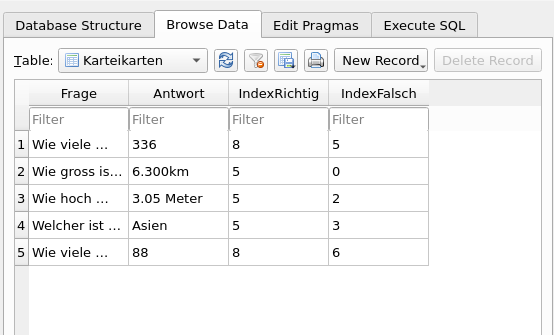 Database Structure Browse Data Edit Pragmas Execute SQL
Table: Karteikarten New Record Delete Record
Frage Antwort IndexRichtig IndexFalsch
Filter Filter Filter Filter
1 Wie viele ... 336 8 5
2 Wie gross is... 6.300km 5 0
3 Wie hoch ... 3.05 Meter 5 2
4 Welcher ist ... Asien 5 3
5 Wie viele ... 88 8 6